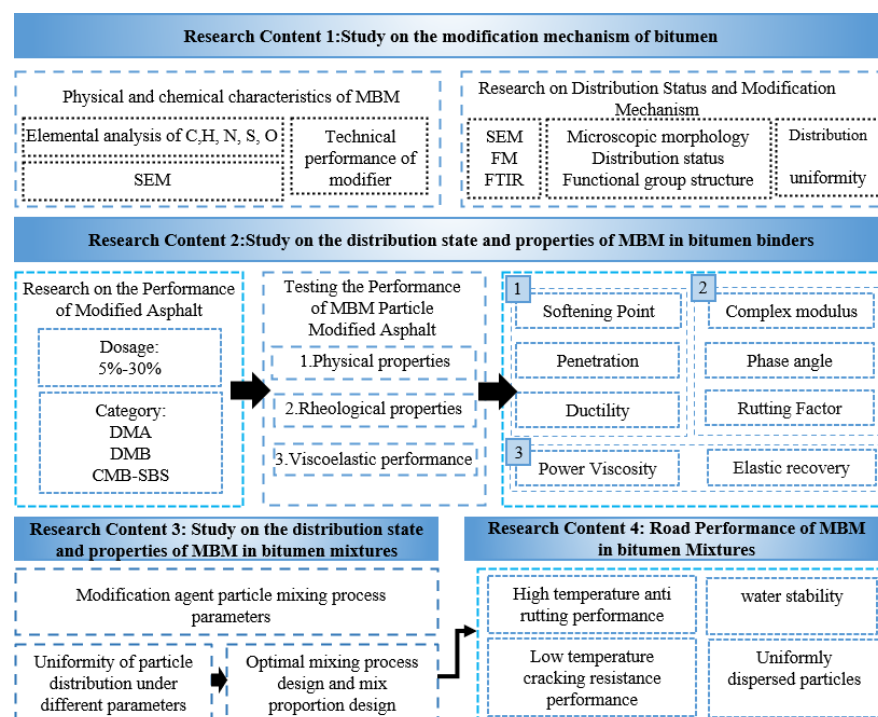 Research Content 1:Study on the modification mechanism of bitumen
Physical and chemical characteristics of MBM
Elemental analysis of C,H, N, S, O
SEM
Technical
performance of
modifier
Research on Distribution Status and Modification
Mechanism
SEM
FM
FTIR
Microscopic morphology
Distribution status
Functional group structure
Distribution
uniformity
Research Content 2:Study on the distribution state and properties of MBM in bitumen binders
Research on the Performance
of Modified Asphalt
Dosage:
5%-30%
Category:
DMA
DMB
CMB-SBS
Testing the Performance
of MBM Particle
Modified Asphalt
1.Physical properties
2.Rheological properties
3.Viscoelastic performance
1
Softening Point
Penetration
Ductility
2
Complex modulus
Phase angle
Rutting Factor
3
Power Viscosity
Elastic recovery
Research Content 3: Study on the distribution state
and properties of MBM in bitumen mixtures
Modification agent particle mixing process
parameters
Uniformity of particle
distribution under
different parameters
Optimal mixing process
design and mix
proportion design
Research Content 4: Road Performance of MBM
in bitumen Mixtures
High temperature anti
rutting performance
water stability
Low temperature
cracking resistance
performance
Uniformly
dispersed particles